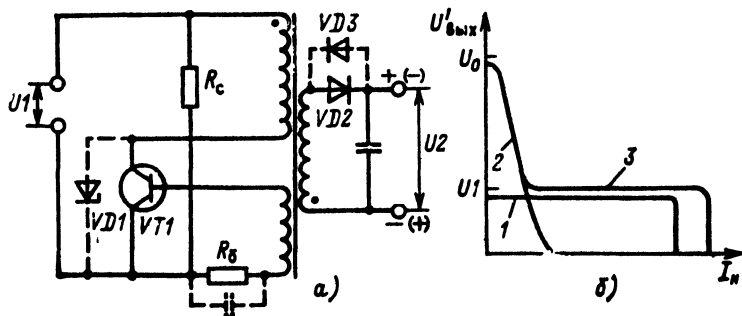 VD3
U'вых
Rс
+ (-)
U0
U1
VD2
U2
2
3
VD1
VT1
U1
1
- (+)
Rб
а)
б)
Iн